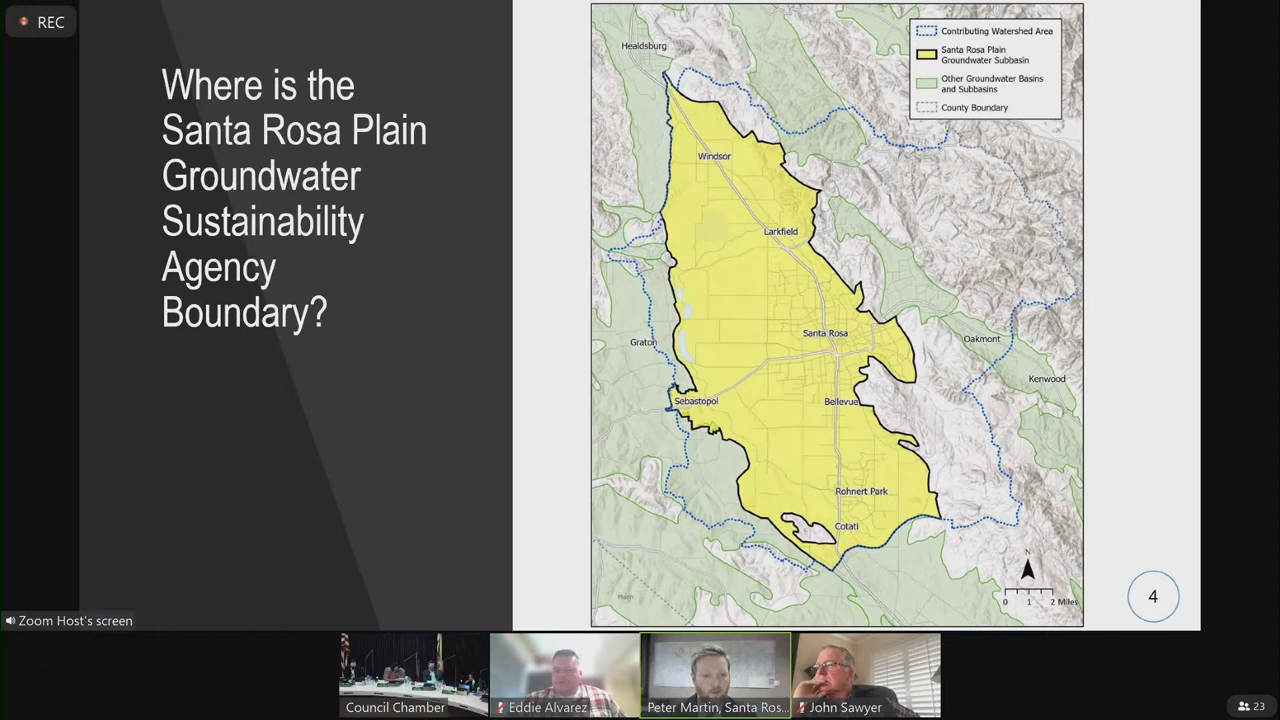 REC
Where is the
Santa Rosa Plain
Groundwater
Sustainability
Agency
Boundary?
Contributing Watershed Area
Santa Rosa Plain
Groundwater Subbasin
Other Groundwater Basins
and Subbasins
County Boundary
Healdsburg
Windsor
Larkfield
Santa Rosa
Graton
Oakmont
Kenwood
Sebastopol
Bellevue
Rohnert Park
Cotati
Marin
N
0 1 2 Miles
4
Zoom Host's screen
Council Chamber
Eddie Alvarez
Peter Martin, Santa Ros...
John Sawyer
23